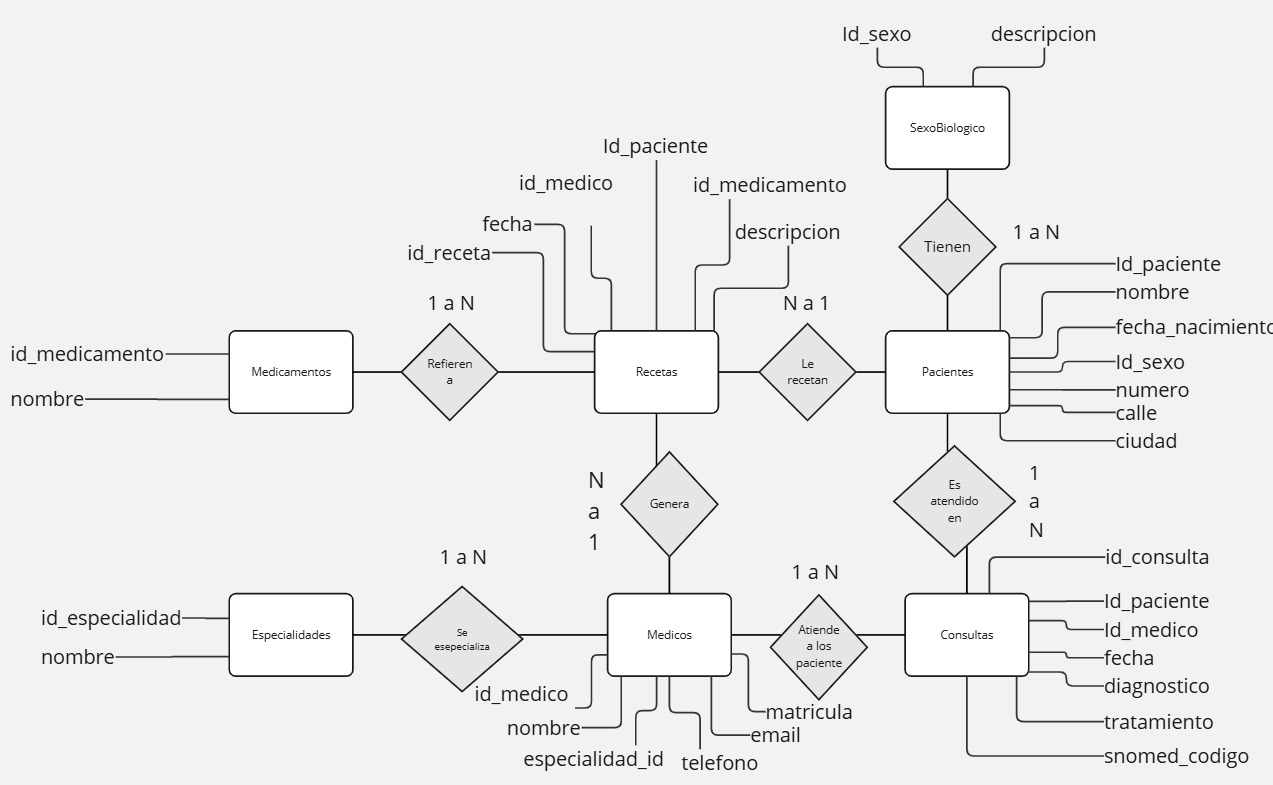 Id_sexo
descripcion
SexoBiologico
Id_paciente
id_medico
id_medicamento
fecha
descripcion
id_receta
Tienen
1 a N
Id_paciente
nombre
fecha_nacimiento
Id_sexo
numero
calle
ciudad
1 a N
N a 1
id_medicamento
nombre
Medicamentos
Refieren
a
Recetas
Le
recetan
Pacientes
N
a
1
Genera
Es
atendido
en
1
a
N
1 a N
1 a N
id_consulta
Id_paciente
Id_medico
fecha
diagnostico
tratamiento
snomed_codigo
id_especialidad
nombre
Especialidades
Se
esepecializa
Medicos
Atiende
a los
paciente
Consultas
id_medico
nombre
especialidad_id
telefono
email
matricula